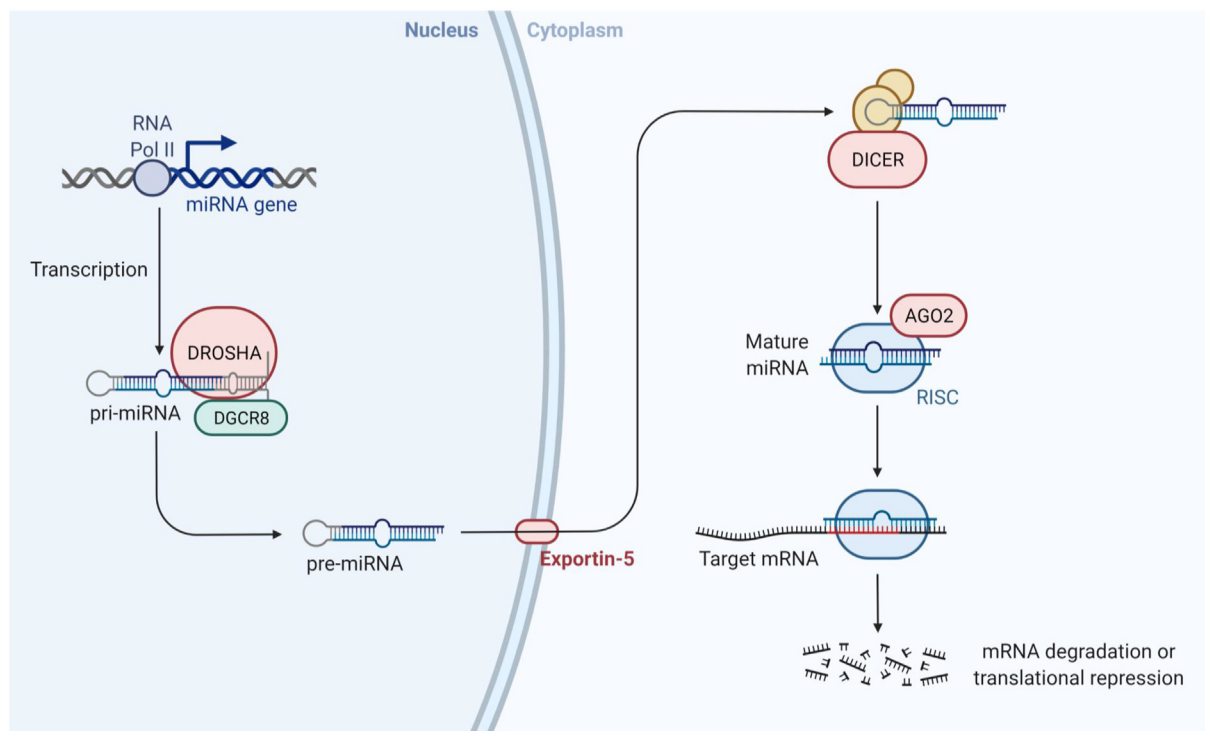 Nucleus
Cytoplasm
RNA
Pol II
miRNA gene
Transcription
DROSHA
pri-miRNA
DGCR8
pre-miRNA
Exportin-5
DICER
AGO2
Mature
miRNA
RISC
Target mRNA
mRNA degradation or
translational repression